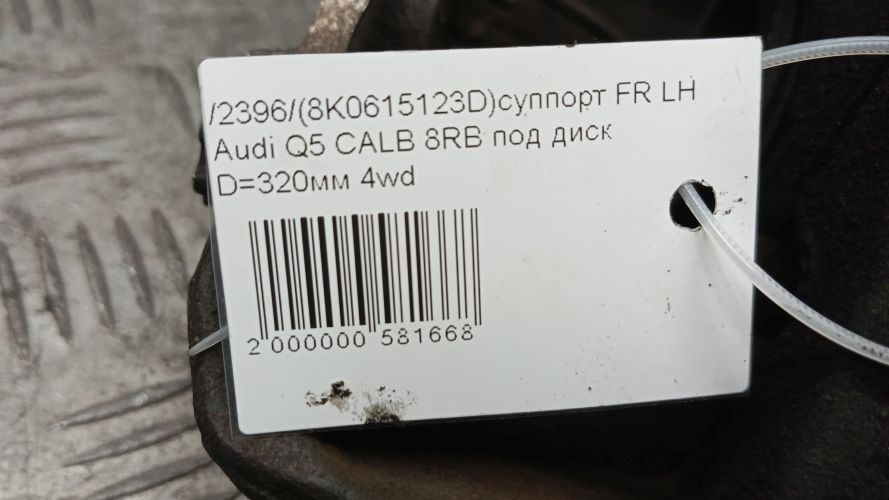 /2396/(8K0615123D)суппорт FR LH
Audi Q5 CALB 8RB под диск
D=320мм 4wd
2 000000 581668